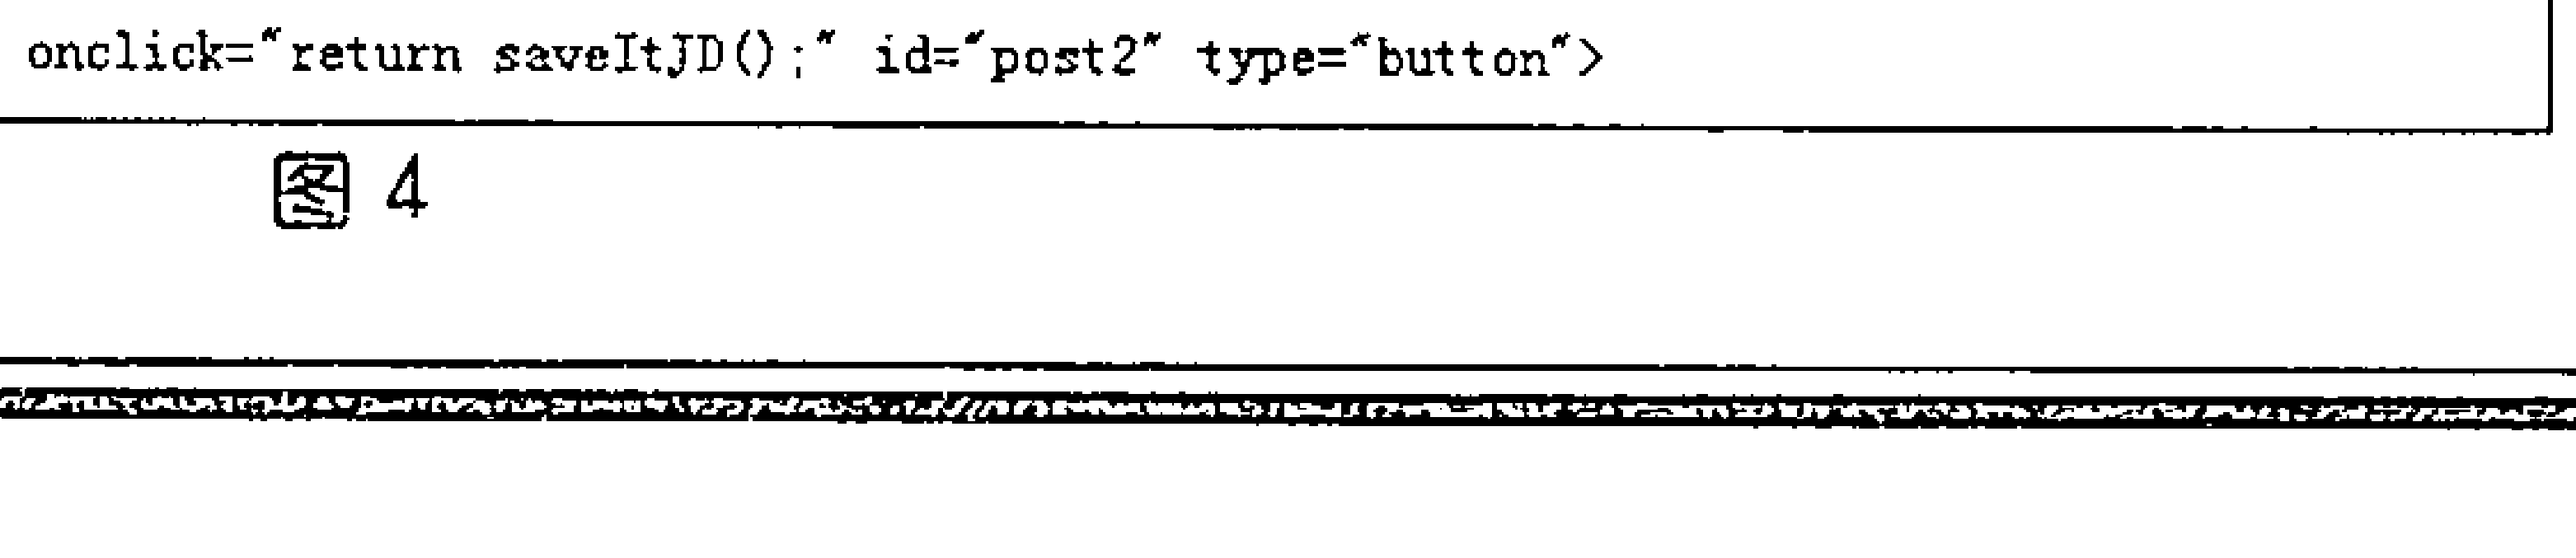 onclick="return saveItJD();" id="post2" type="button">
图 4